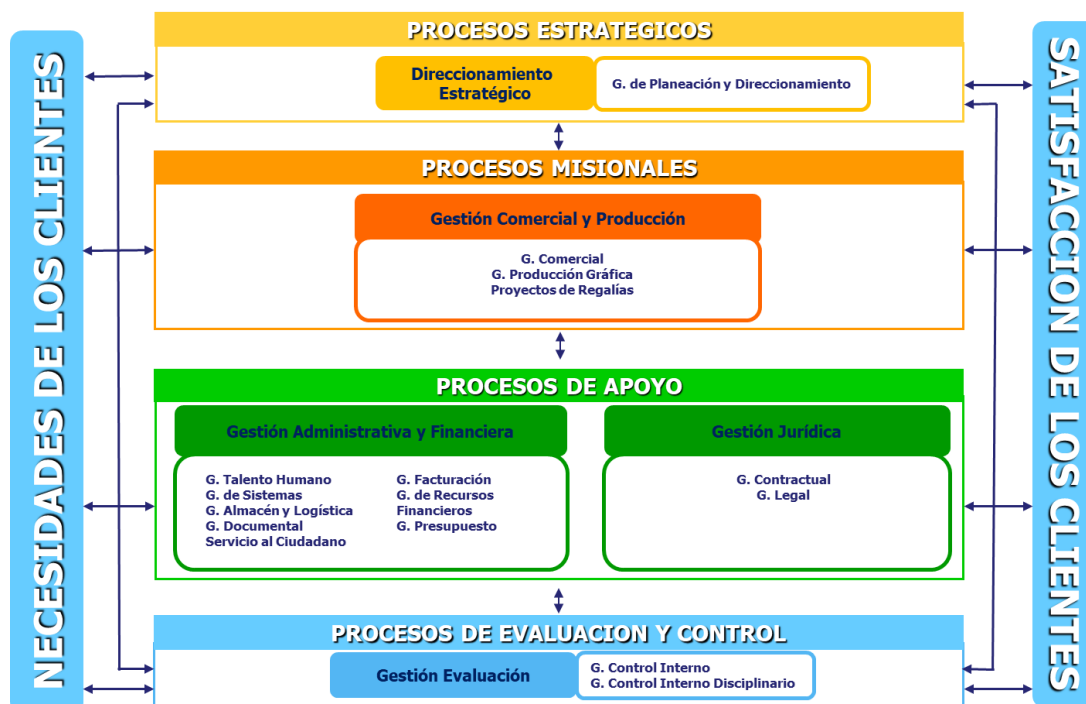 NECESIDADES DE LOS CLIENTES
PROCESOS ESTRATEGICOS
Direccionamiento
Estratégico
G. de Planeación y Direccionamiento
PROCESOS MISIONALES
Gestión Comercial y Producción
G. Comercial
G. Producción Gráfica
Proyectos de Regalías
PROCESOS DE APOYO
Gestión Administrativa y Financiera
G. Talento Humano
G. de Sistemas
G. Almacén y Logística
G. Documental
Servicio al Ciudadano
G. Facturación
G. de Recursos
Financieros
G. Presupuesto
Gestión Jurídica
G. Contractual
G. Legal
PROCESOS DE EVALUACION Y CONTROL
Gestión Evaluación
G. Control Interno
G. Control Interno Disciplinario
SATISFACCION DE LOS CLIENTES